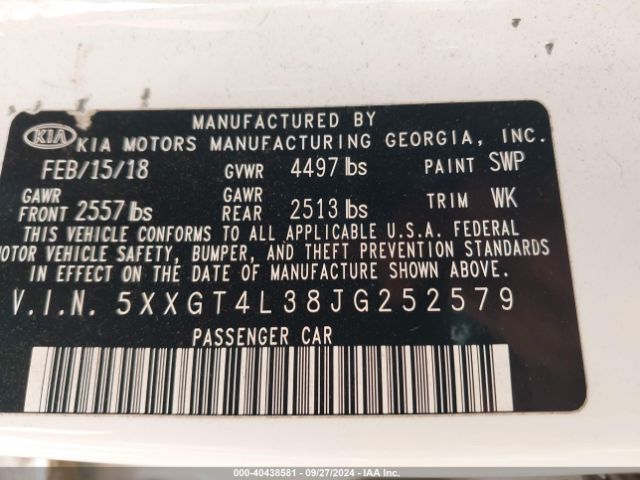 MANUFACTURED BY
KIA KIA MOTORS MANUFACTURING GEORGIA, INC.
FEB/15/18 GVWR 4497 lbs PAINT SWP
GAWR FRONT 2557 lbs GAWR REAR 2513 lbs TRIM WK
THIS VEHICLE CONFORMS TO ALL APPLICABLE U.S.A. FEDERAL
MOTOR VEHICLE SAFETY, BUMPER, AND THEFT PREVENTION STANDARDS
IN EFFECT ON THE DATE OF MANUFACTURE SHOWN ABOVE.
V.I.N. 5XXGT4L38JG252579
PASSENGER CAR
000-40438581 - 09/27/2024 - IAA Inc.